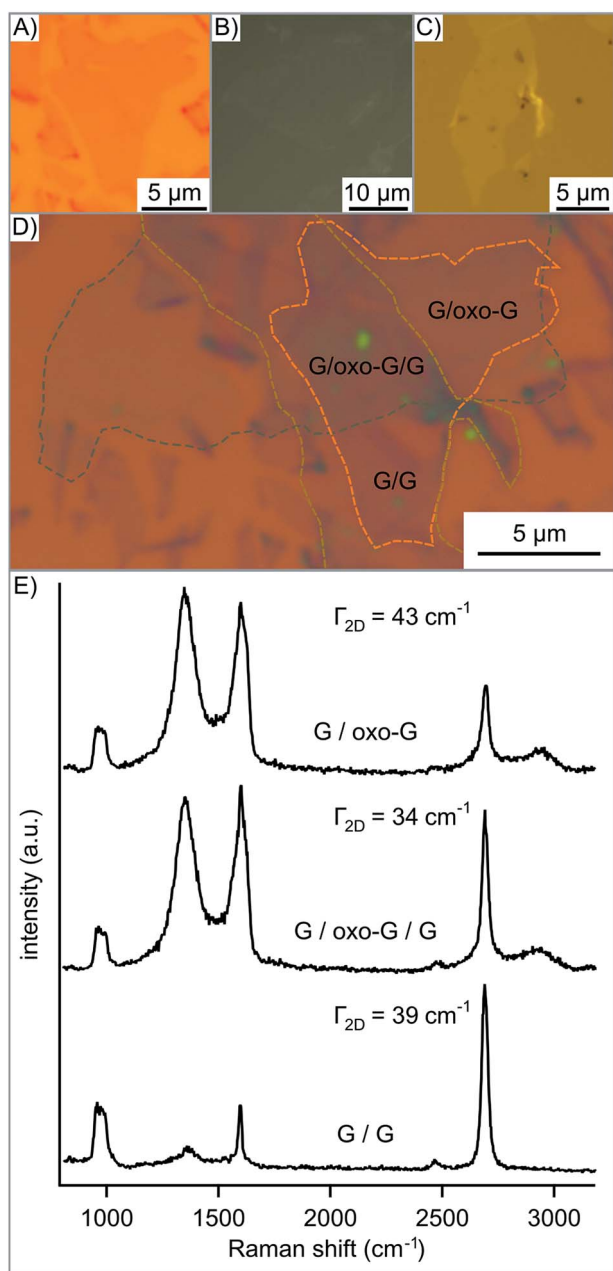 A)
B)
C)
5 μm
10 μm
5 μm
D)
G/oxo-G
G/oxo-G/G
G/G
5 μm
E)
Γ2D = 43 cm-1
G / oxo-G
Γ2D = 34 cm-1
G / oxo-G / G
Γ2D = 39 cm-1
G / G
intensity (a.u.)
1000 1500 2000 2500 3000
Raman shift (cm-1)